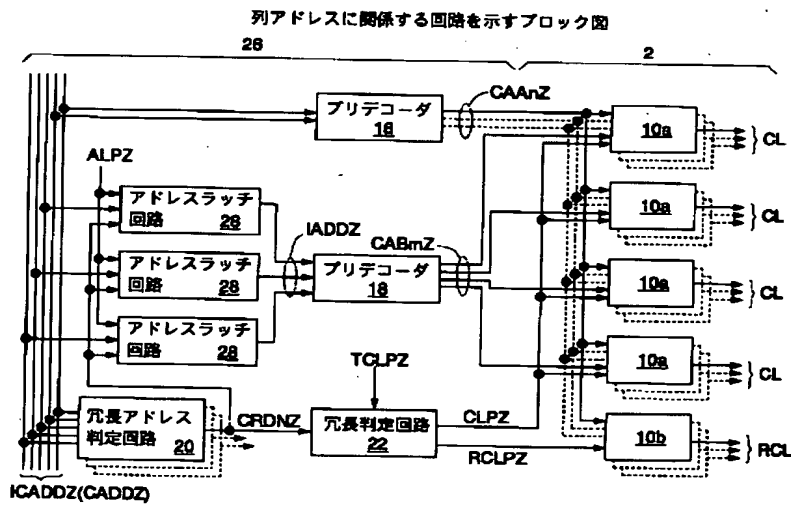 列アドレスに関係する回路を示すブロック図
26
2
プリデコーダ
16
CAAnZ
10a
CL
ALPZ
アドレスラッチ
回路
28
10a
CL
IADDZ
CABmZ
アドレスラッチ
回路
28
プリデコーダ
18
10a
CL
アドレスラッチ
回路
28
10a
CL
TCLPZ
冗長アドレス
判定回路
20
CRDNZ
冗長判定回路
22
CLPZ
RCLPZ
10b
RCL
ICADDZ(CADDZ)